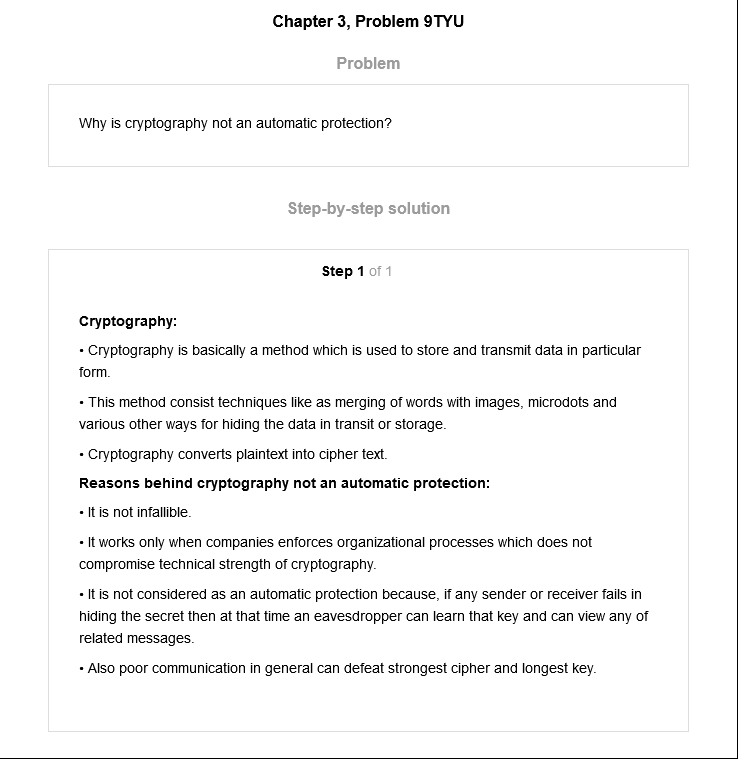 Chapter 3, Problem 9TYU
Problem
Why is cryptography not an automatic protection?
Step-by-step solution
Step 1 of 1
Cryptography:
• Cryptography is basically a method which is used to store and transmit data in particular
form.
• This method consist techniques like as merging of words with images, microdots and
various other ways for hiding the data in transit or storage.
• Cryptography converts plaintext into cipher text.
Reasons behind cryptography not an automatic protection:
• It is not infallible.
• It works only when companies enforces organizational processes which does not
compromise technical strength of cryptography.
• It is not considered as an automatic protection because, if any sender or receiver fails in
hiding the secret then at that time an eavesdropper can learn that key and can view any of
related messages.
• Also poor communication in general can defeat strongest cipher and longest key.